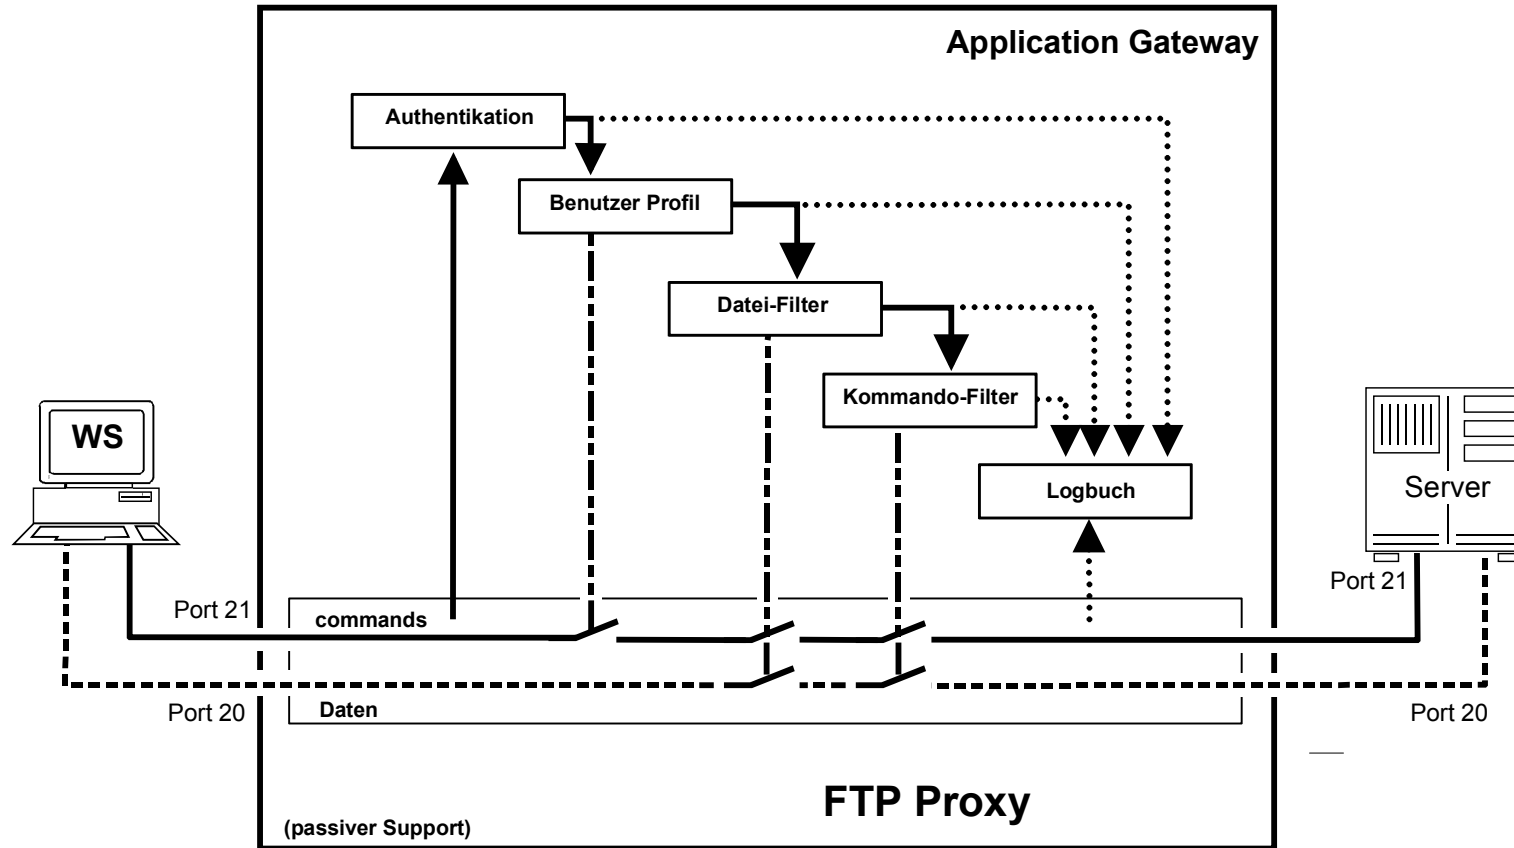 Application Gateway
Authentikation
Benutzer Profil
Datei-Filter
Kommando-Filter
WS
Logbuch
Server
Port 21
Port 21
commands
Daten
Port 20
Port 20
FTP Proxy
(passiver Support)